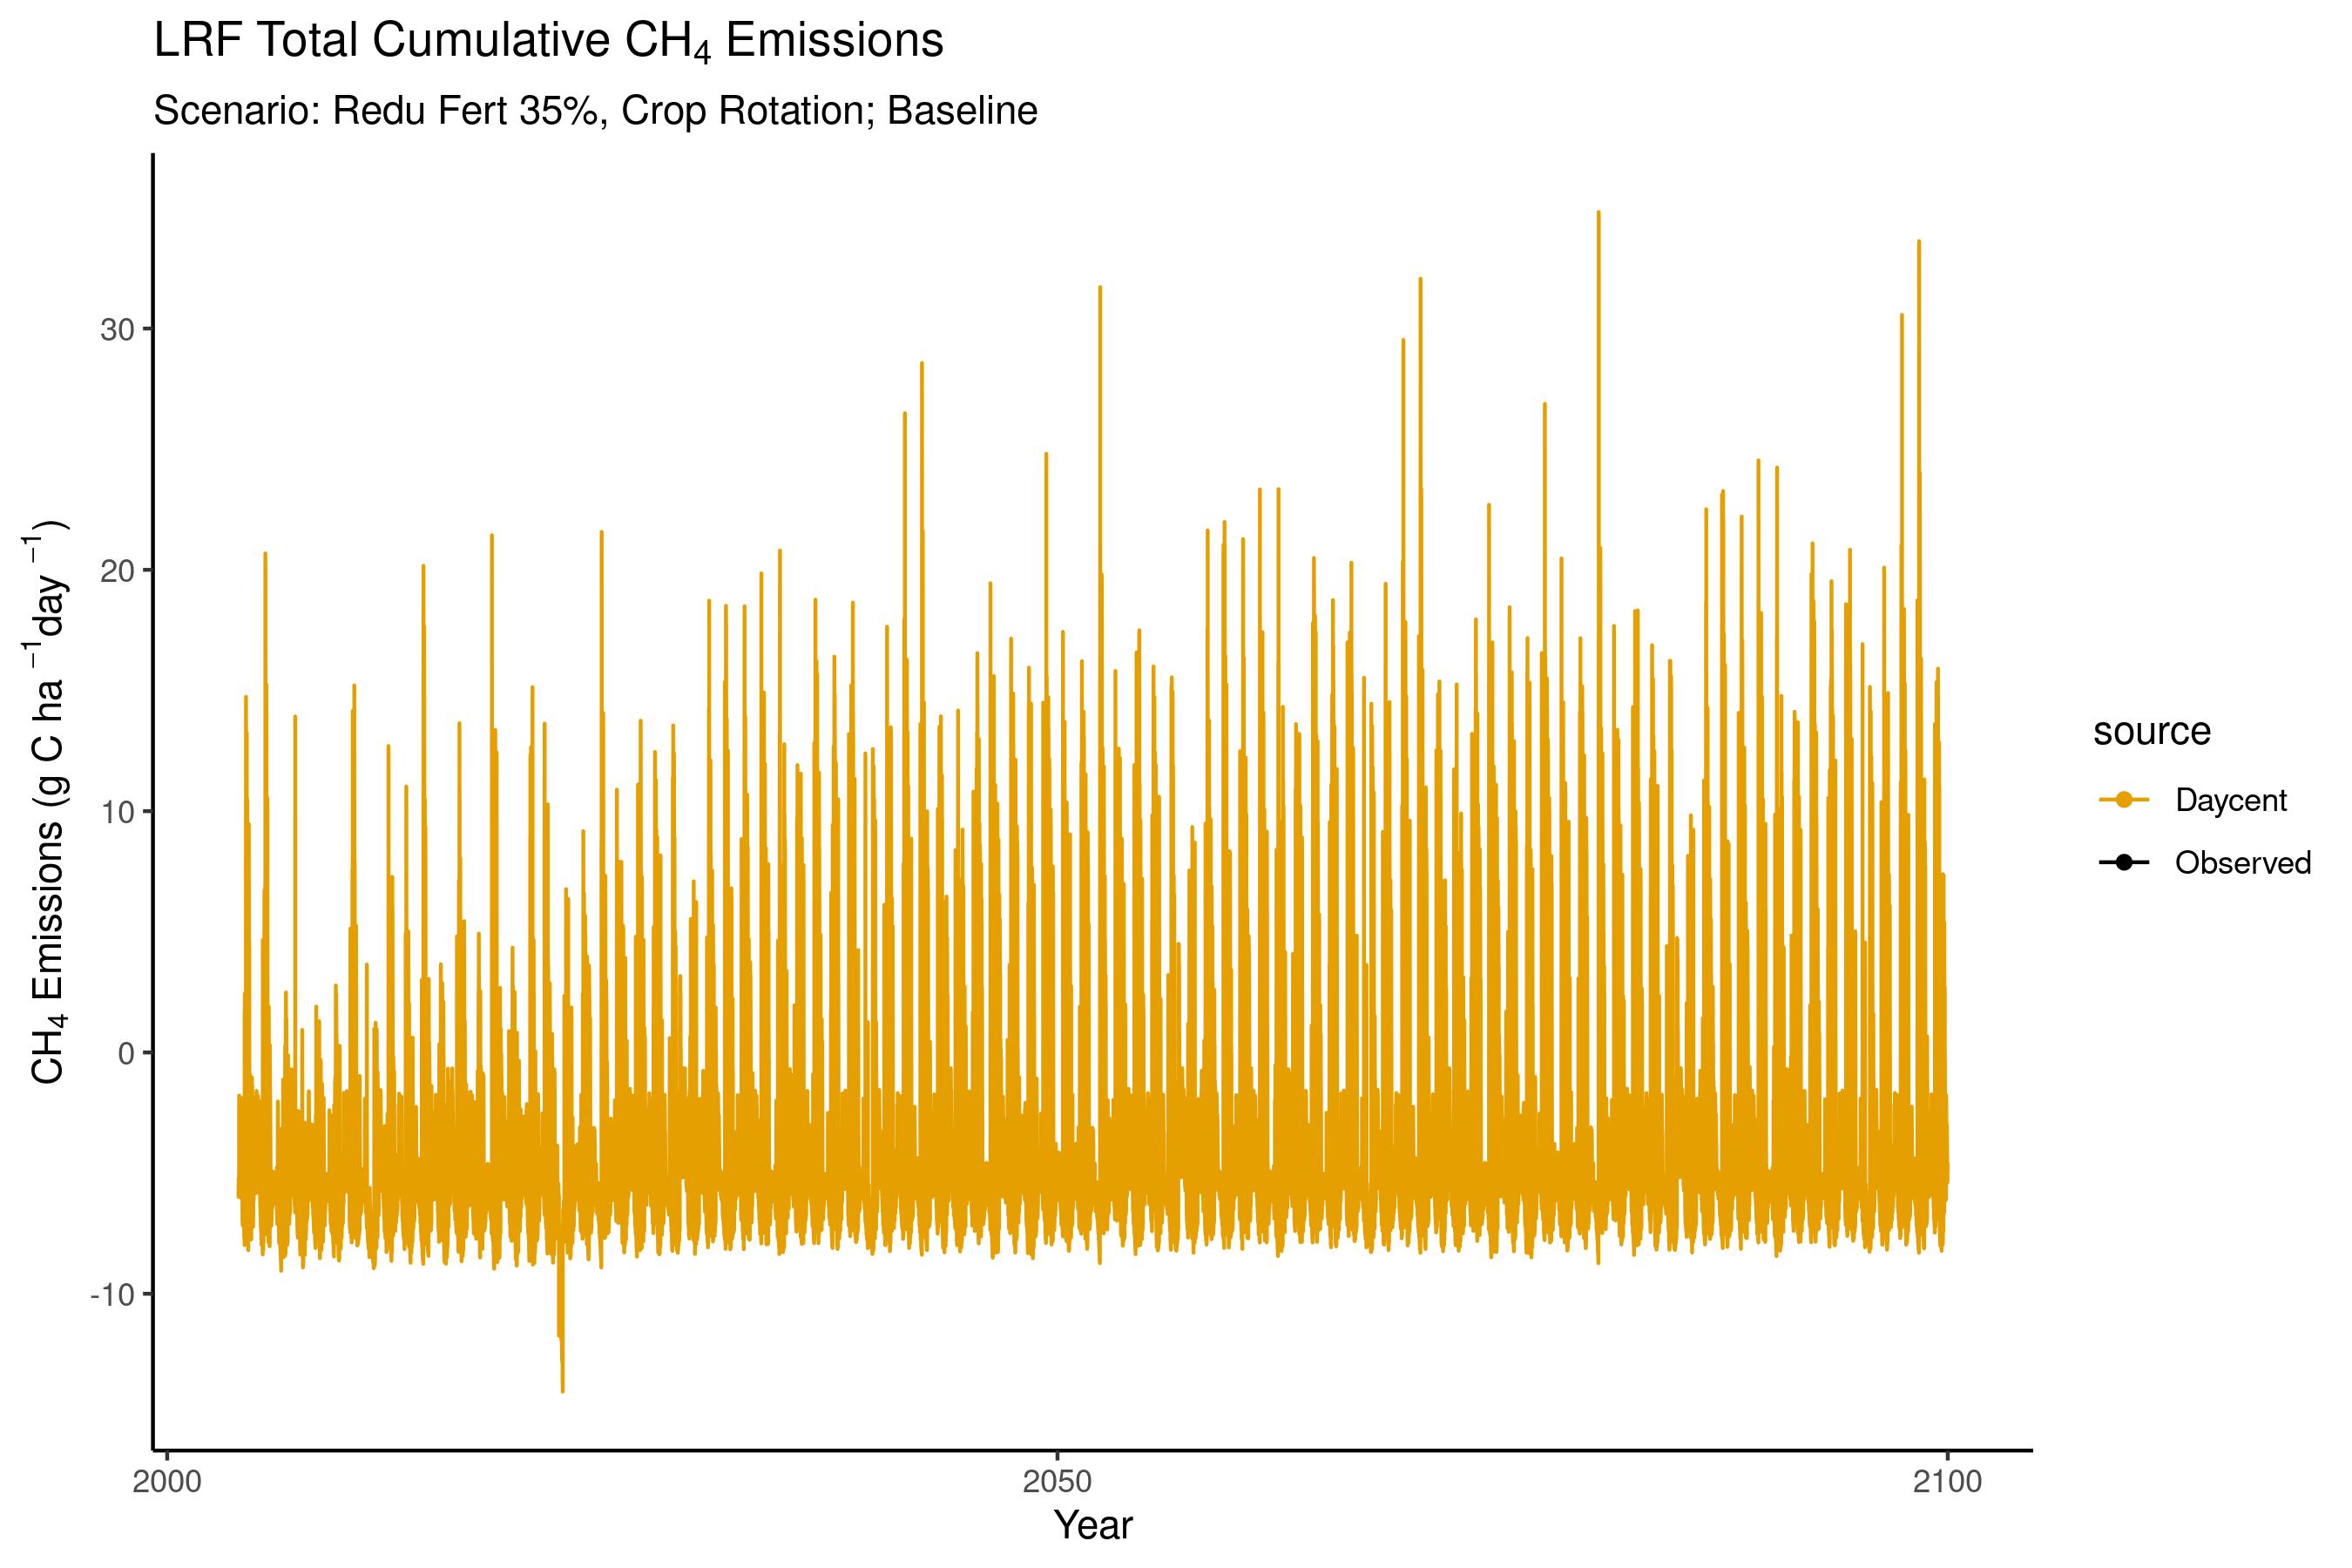 LRF Total Cumulative CH₄ Emissions
Scenario: Redu Fert 35%, Crop Rotation; Baseline
CH₄ Emissions (g C ha ⁻¹day ⁻¹)
30
20
10
0
-10
2000
2050
2100
Year
source
Daycent
Observed